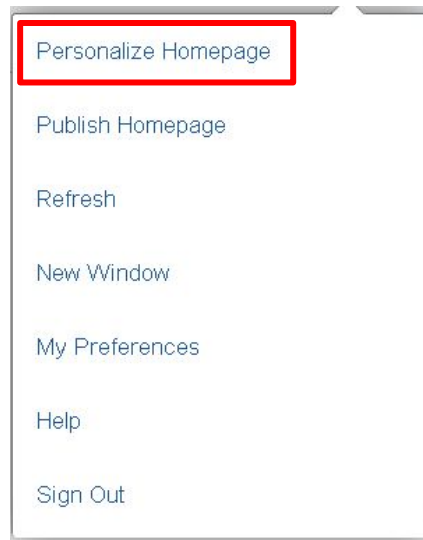 Personalize Homepage
Publish Homepage
Refresh
New Window
My Preferences
Help
Sign Out